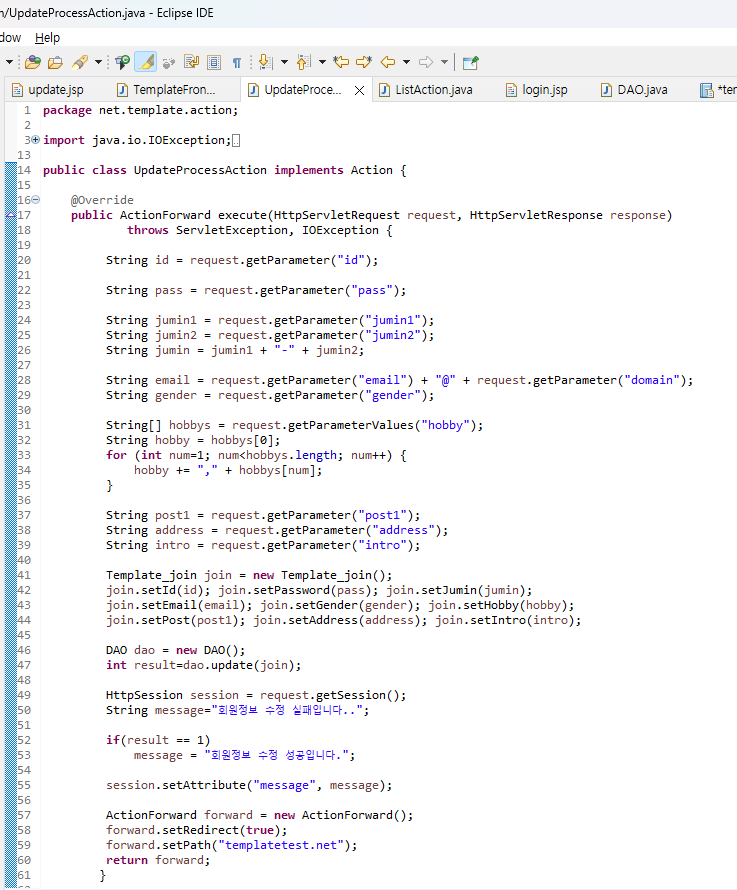 n/UpdateProcessAction.java - Eclipse IDE
dow Help
update.jsp TemplateFron... UpdateProce... ListAction.java login.jsp DAO.java *ter
1 package net.template.action;
2
3 import java.io.IOException;
13
14 public class UpdateProcessAction implements Action {
15
16 @Override
17 public ActionForward execute(HttpServletRequest request, HttpServletResponse response)
18 throws ServletException, IOException {
19
20 String id = request.getParameter("id");
21
22 String pass = request.getParameter("pass");
23
24 String jumin1 = request.getParameter("jumin1");
25 String jumin2 = request.getParameter("jumin2");
26 String jumin = jumin1 + "-" + jumin2;
27
28 String email = request.getParameter("email") + "@" + request.getParameter("domain");
29 String gender = request.getParameter("gender");
30
31 String[] hobbys = request.getParameterValues("hobby");
32 String hobby = hobbys[0];
33 for (int num=1; num<hobbys.length; num++) {
34 hobby += "," + hobbys[num];
35 }
36
37 String post1 = request.getParameter("post1");
38 String address = request.getParameter("address");
39 String intro = request.getParameter("intro");
40
41 Template_join join = new Template_join();
42 join.setId(id); join.setPassword(pass); join.setJumin(jumin);
43 join.setEmail(email); join.setGender(gender); join.setHobby(hobby);
44 join.setPost(post1); join.setAddress(address); join.setIntro(intro);
45
46 DAO dao = new DAO();
47 int result=dao.update(join);
48
49 HttpSession session = request.getSession();
50 String message="회원정보 수정 실패입니다..";
51
52 if(result == 1)
53 message = "회원정보 수정 성공입니다.";
54
55 session.setAttribute("message", message);
56
57 ActionForward forward = new ActionForward();
58 forward.setRedirect(true);
59 forward.setPath("templatetest.net");
60 return forward;
61 }